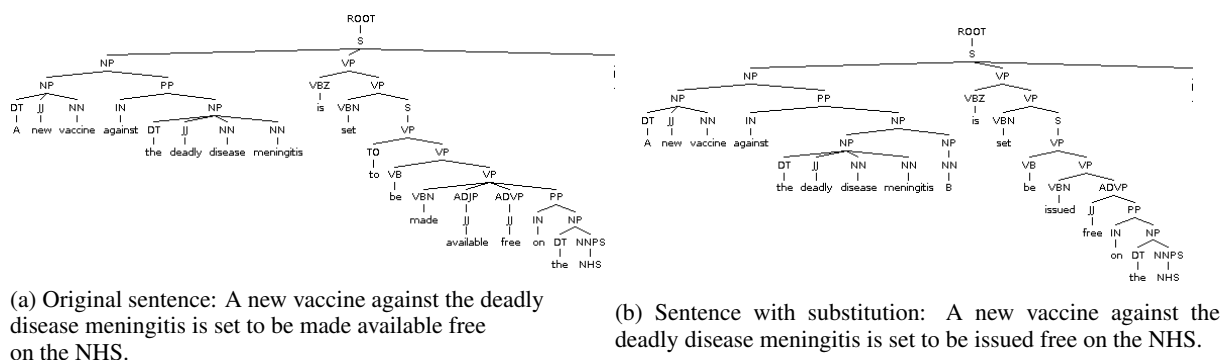 ROOT
S
NP VP
NP PP VBZ VP
DT JJ NN IN NP is VBN S
A new vaccine against DT JJ NN NN set VP
the deadly disease meningitis TO VP
to VB VP
be VBN ADJP ADVP PP
made JJ JJ IN NP
available free on DT NNPS
the NHS
(a) Original sentence: A new vaccine against the deadly
disease meningitis is set to be made available free
on the NHS.
ROOT
S
NP VP
NP PP VBZ VP
DT JJ NN IN NP is VBN S
A new vaccine against NP NP set VP
DT JJ NN NN NN VB VP
the deadly disease meningitis B be VBN ADVP
issued JJ PP
free IN NP
on DT NNPS
the NHS
(b) Sentence with substitution: A new vaccine against the
deadly disease meningitis is set to be issued free on the NHS.